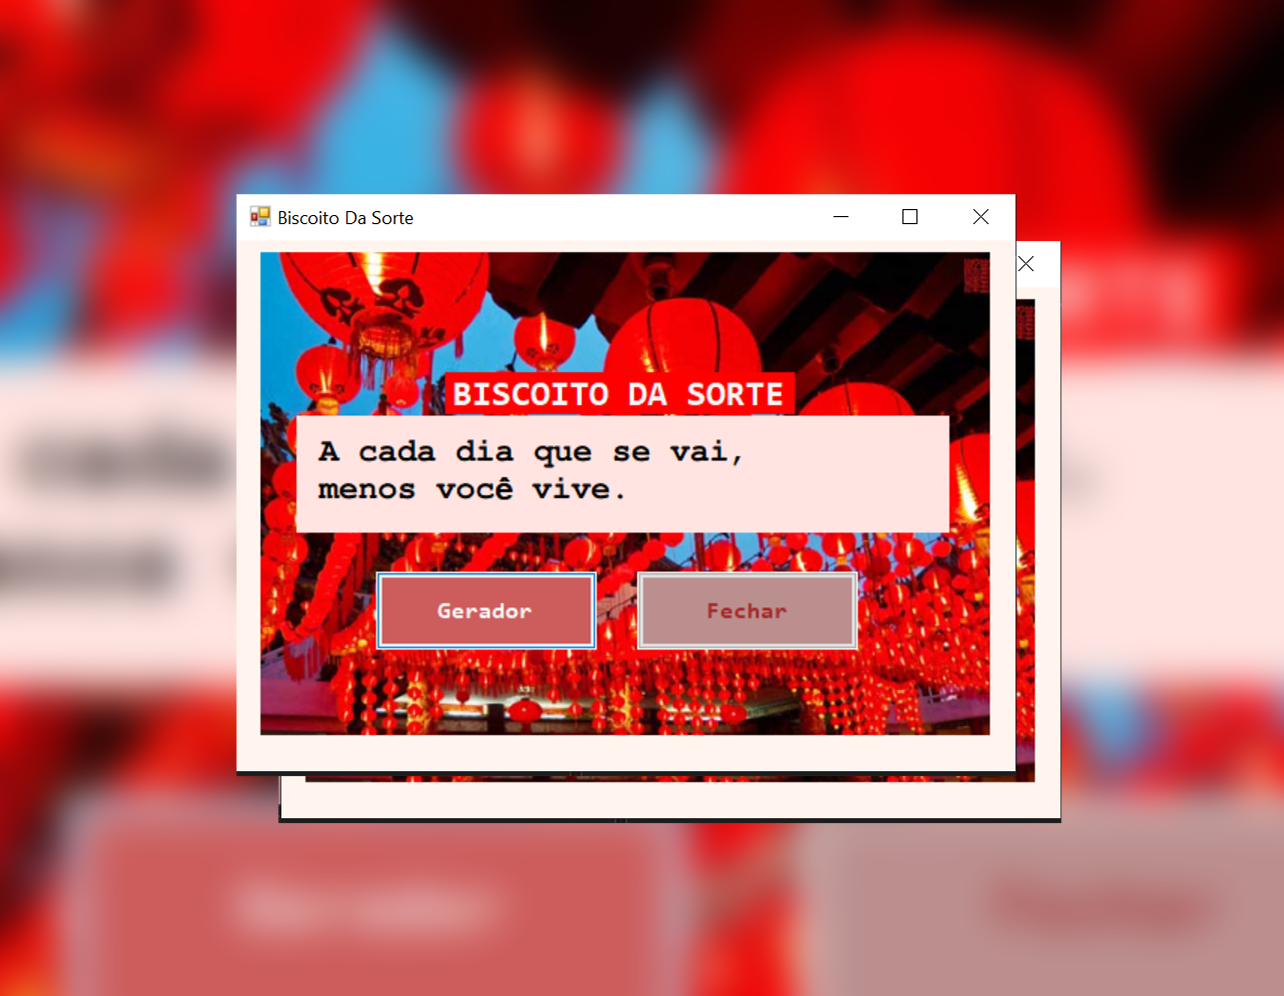 Biscoito Da Sorte
BISCOITO DA SORTE
A cada dia que se vai,
menos você vive.
Gerador
Fechar